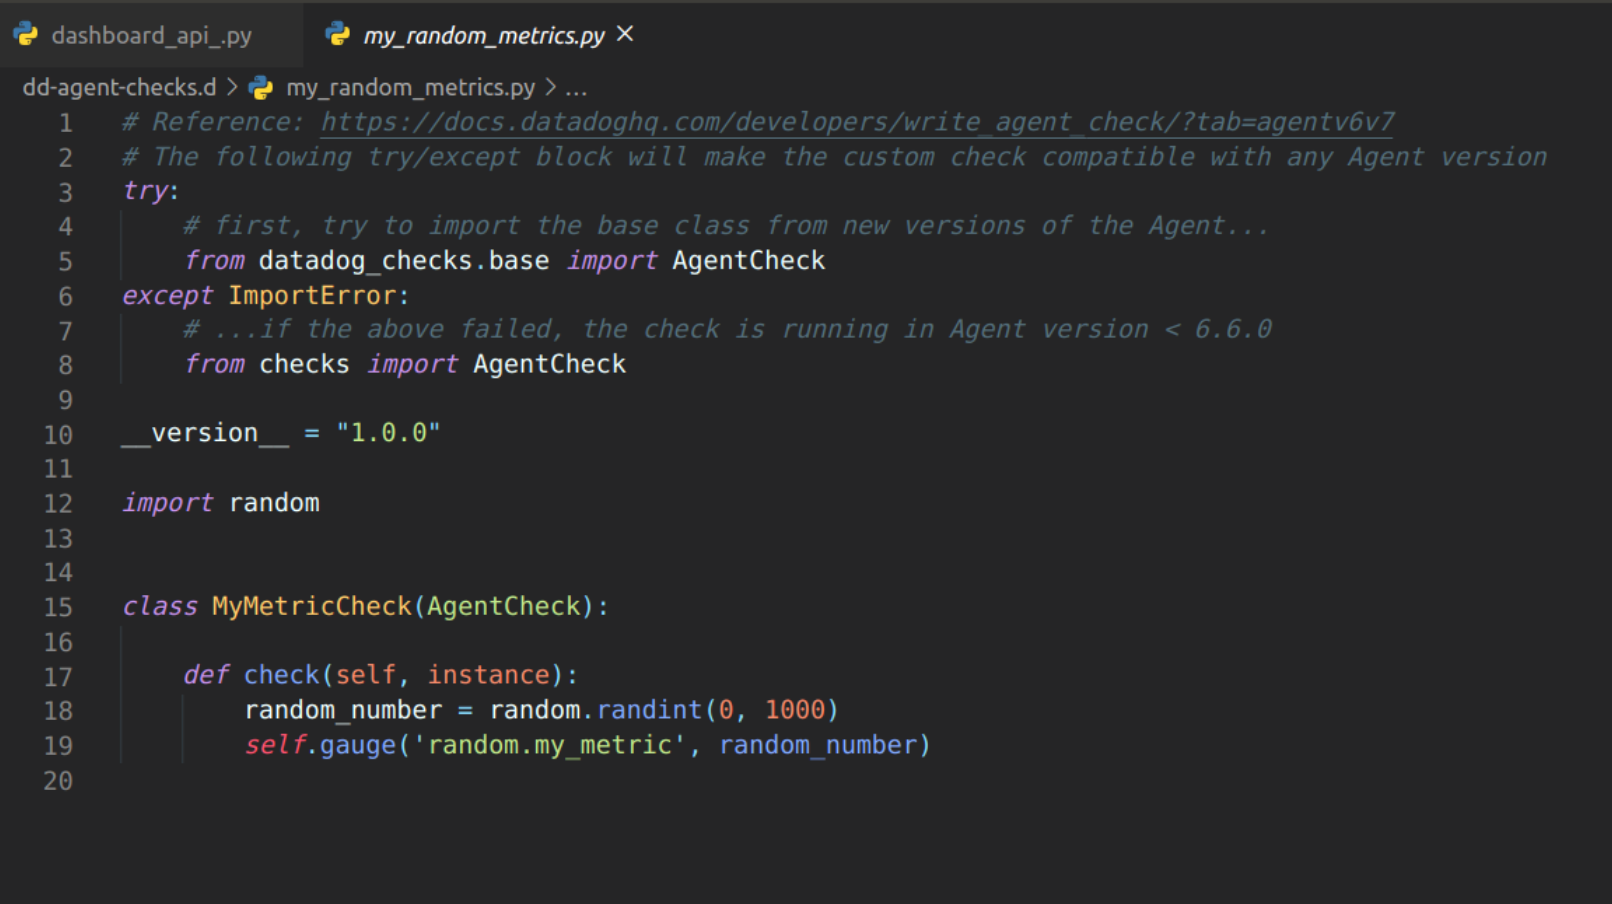 dashboard_api_.py my_random_metrics.py ×
dd-agent-checks.d > my_random_metrics.py > ...
1 # Reference: https://docs.datadoghq.com/developers/write_agent_check/?tab=agentv6v7
2 # The following try/except block will make the custom check compatible with any Agent version
3 try:
4     # first, try to import the base class from new versions of the Agent...
5     from datadog_checks.base import AgentCheck
6 except ImportError:
7     # ...if the above failed, the check is running in Agent version < 6.6.0
8     from checks import AgentCheck
9
10 __version__ = "1.0.0"
11
12 import random
13
14
15 class MyMetricCheck(AgentCheck):
16
17     def check(self, instance):
18         random_number = random.randint(0, 1000)
19         self.gauge('random.my_metric', random_number)
20